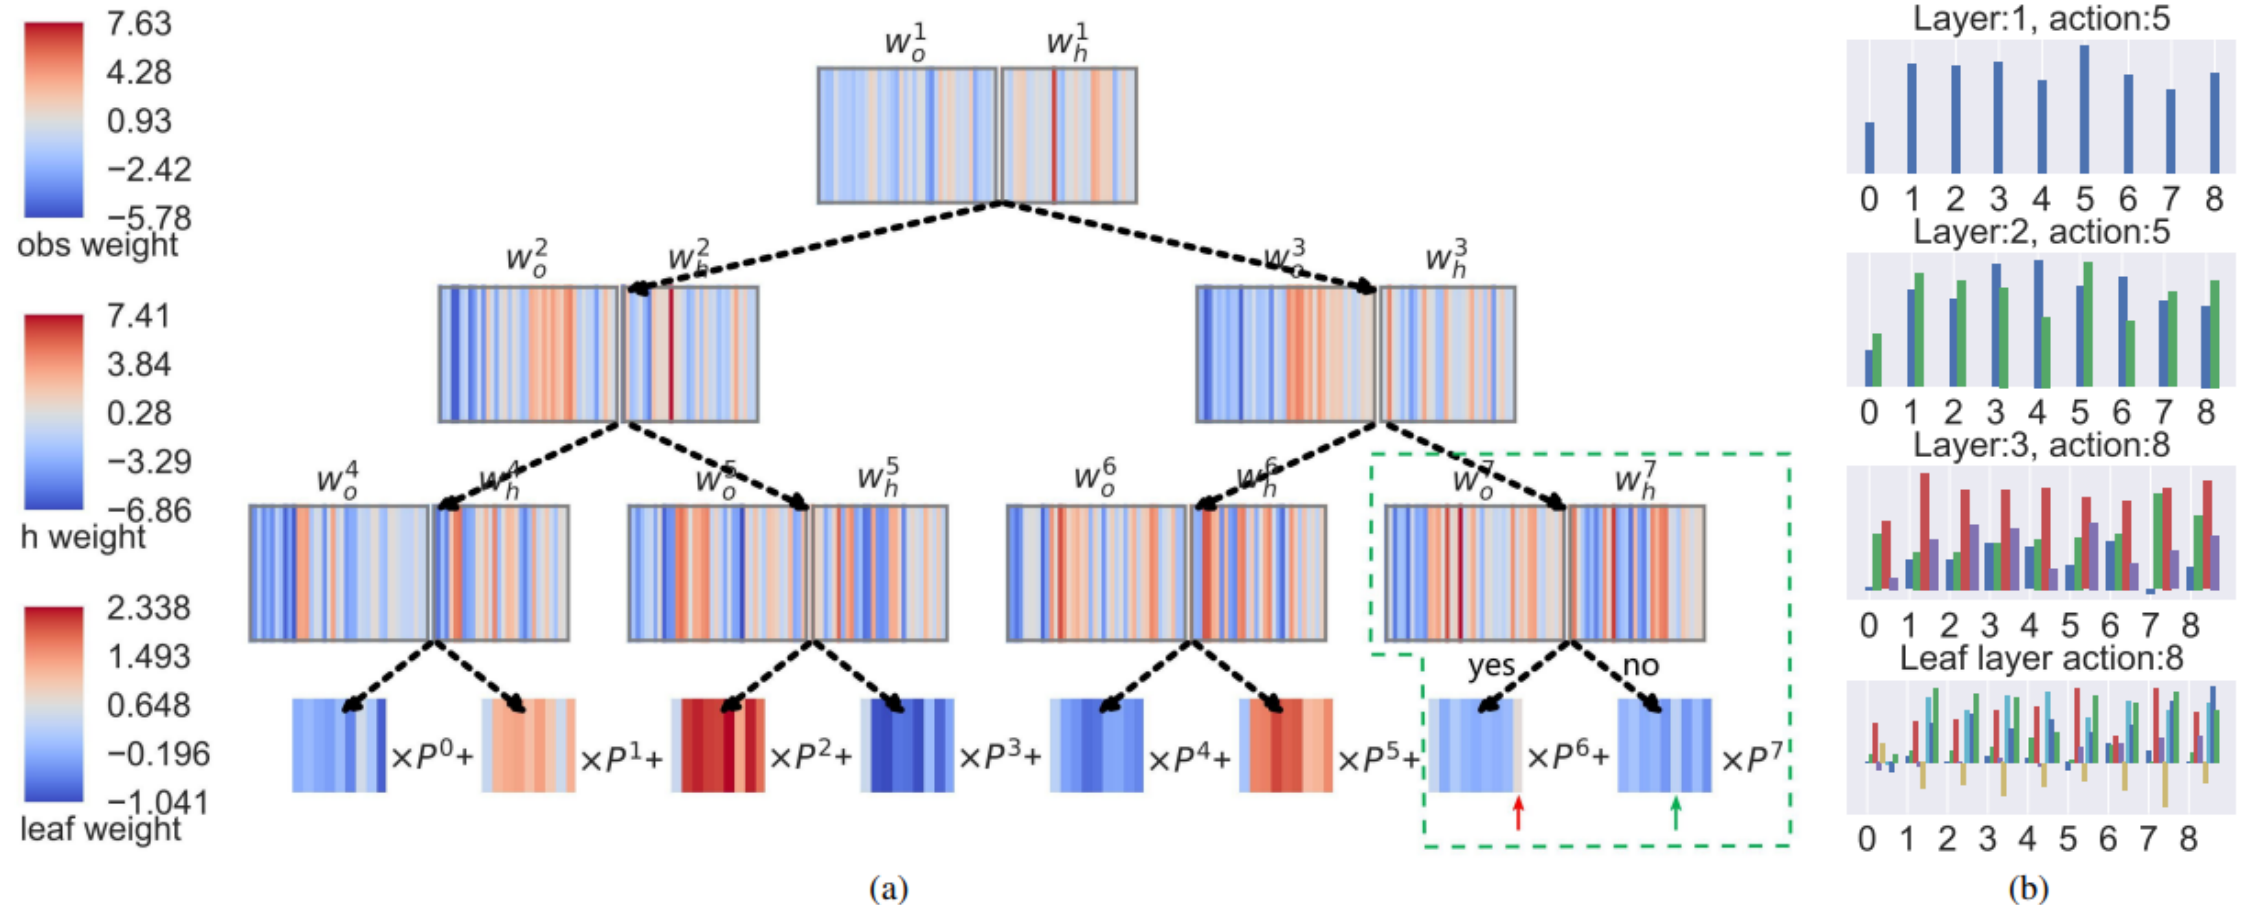 7.63
4.28
0.93
−2.42
−5.78
obs weight
7.41
3.84
0.28
−3.29
−6.86
h weight
2.338
1.493
0.648
−0.196
−1.041
leaf weight
w_o^1 w_h^1
w_o^2 w_h^2 w_o^3 w_h^3
w_o^4 w_h^4 w_o^5 w_h^5 w_o^6 w_h^6 w_o^7 w_h^7
yes no
×P^0+ ×P^1+ ×P^2+ ×P^3+ ×P^4+ ×P^5+ ×P^6+ ×P^7
(a)
Layer:1, action:5
0 1 2 3 4 5 6 7 8
Layer:2, action:5
0 1 2 3 4 5 6 7 8
Layer:3, action:8
0 1 2 3 4 5 6 7 8
Leaf layer action:8
0 1 2 3 4 5 6 7 8
(b)